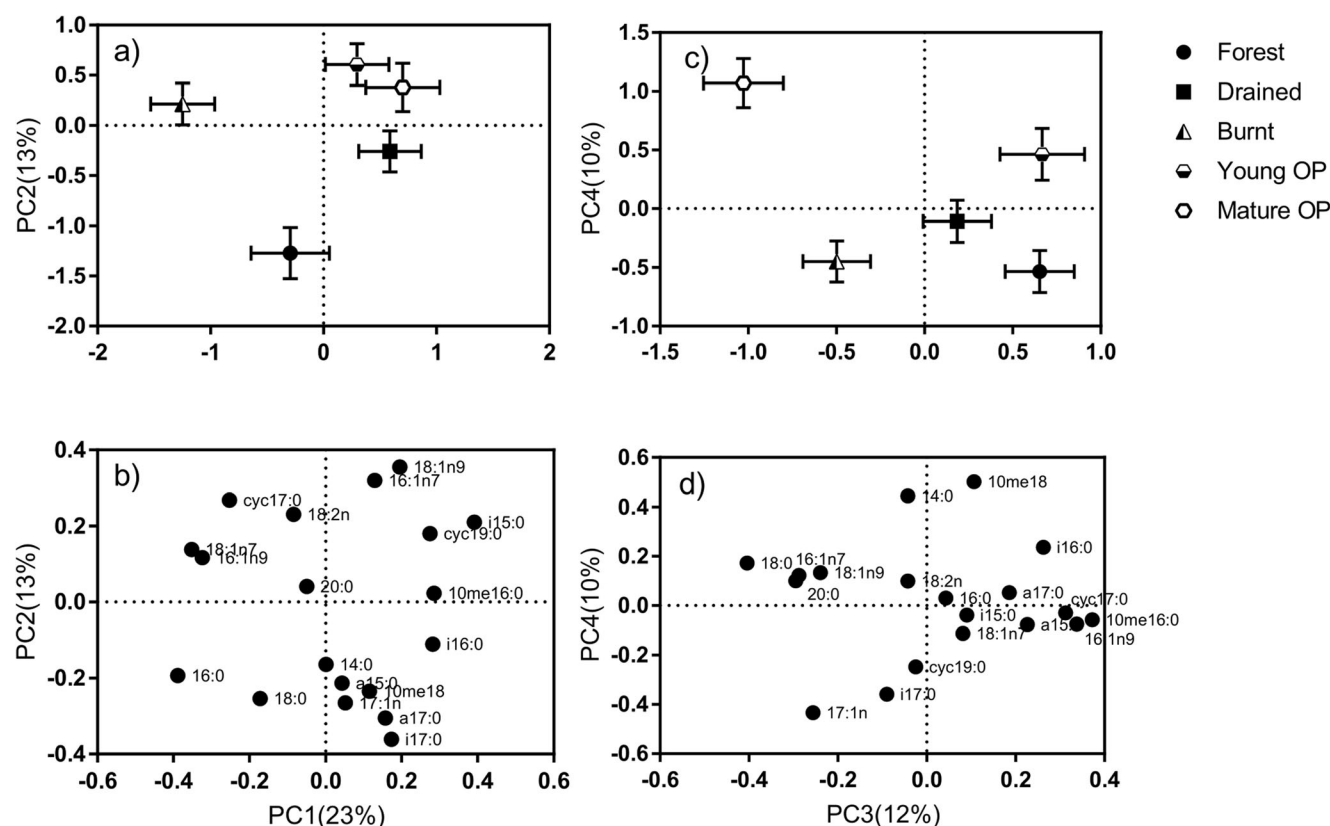 a)
1.0
0.5
0.0
-0.5
-1.0
-1.5
-2.0
PC2(13%)
-2
-1
0
1
2
c)
1.5
1.0
0.5
0.0
-0.5
-1.0
PC4(10%)
-1.5
-1.0
-0.5
0.0
0.5
1.0
Forest
Drained
Burnt
Young OP
Mature OP
b)
0.4
0.2
0.0
-0.2
-0.4
PC2(13%)
18:1n9
16:1n7
cyc17:0
18:2n
i15:0
cyc19:0
18:1n7
16:1n9
20:0
10me16:0
i16:0
14:0
16:0
a15:0
10me18
18:0
17:1n
a17:0
i17:0
-0.6
-0.4
-0.2
0.0
0.2
0.4
0.6
PC1(23%)
d)
0.6
0.4
0.2
0.0
-0.2
-0.4
-0.6
PC4(10%)
10me18
14:0
i16:0
18:0
16:1n7
18:1n9
20:0
18:2n
16:0
a17:0
cyc17:0
i15:0
10me16:0
18:1n7
16:1n9
cyc19:0
i17:0
17:1n
-0.6
-0.4
-0.2
0.0
0.2
0.4
PC3(12%)